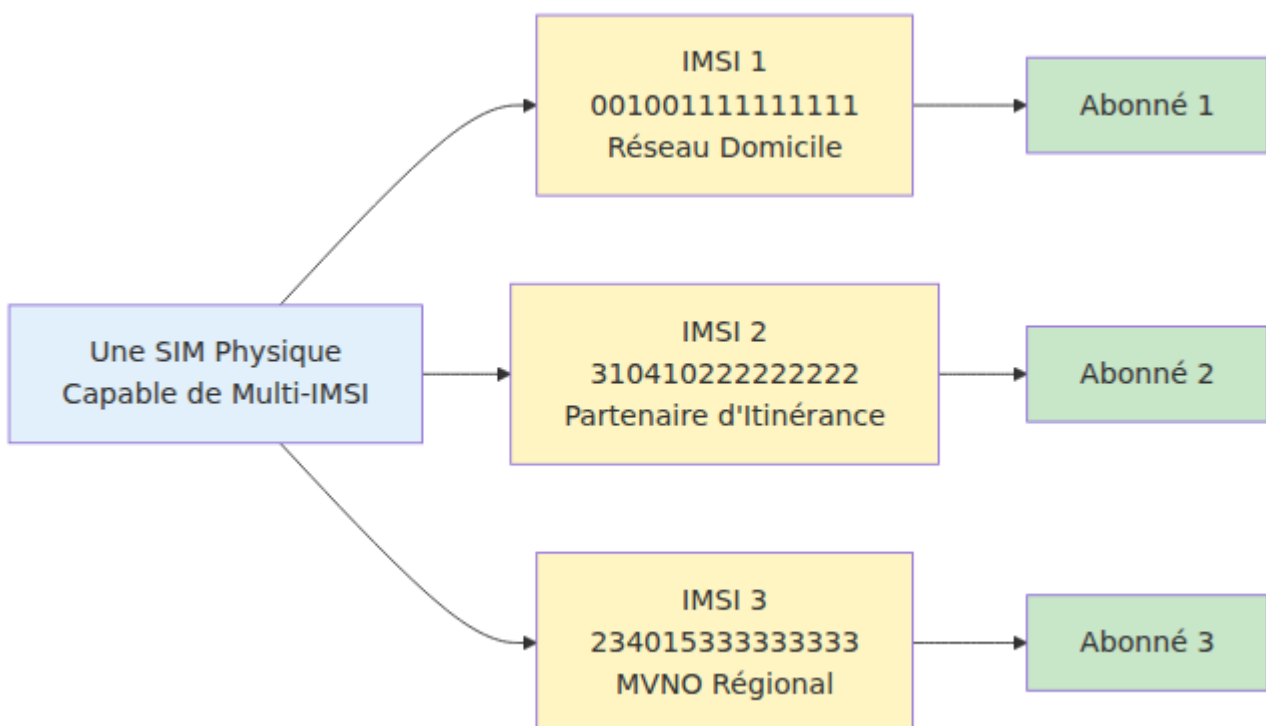 Une SIM Physique
Capable de Multi-IMSI
IMSI 1
001001111111111
Réseau Domicile
Abonné 1
IMSI 2
310410222222222
Partenaire d'Itinérance
Abonné 2
IMSI 3
234015333333333
MVNO Régional
Abonné 3